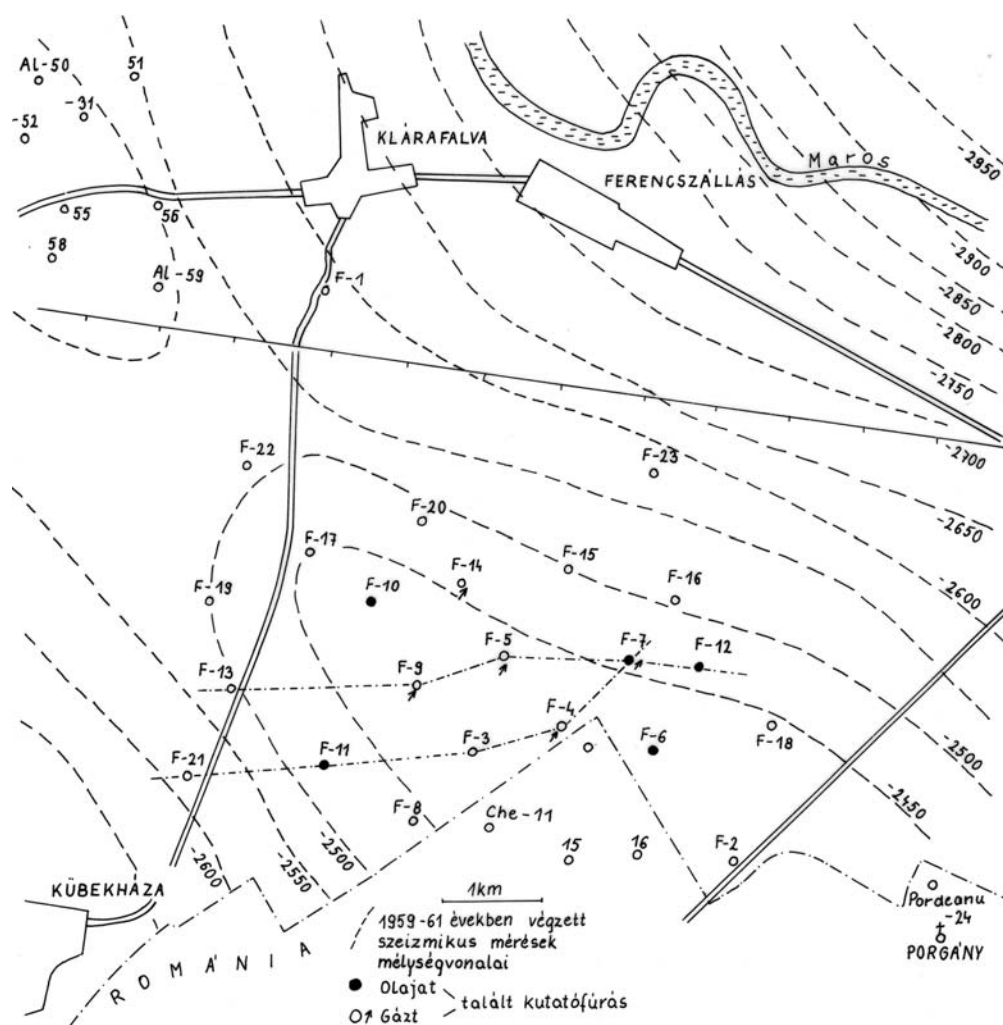 Al-50
51
-31
-52
KLÁRAFALVA
Maros
-2950
FERENCSZÁLLÁS
55
56
58
Al-59
-2900
F-1
-2850
-2800
-2750
-2700
F-22
F-23
-2650
F-20
F-17
F-15
F-14
-2600
F-10
F-16
F-19
F-5
F-7
F-12
F-13
F-9
F-4
F-3
F-6
F-18
-2500
F-21
F-11
-2450
F-8
Che-11
-2500
15
16
F-2
-2550
-2600
KÜBEKHÁZA
1km
Pordeanu
-24
PORGÁNY
ROMÁNIA
1959-61 években végzett
szeizmikus mérések
mélységvonalai
Olajat
talált kutatófúrás
Gázt